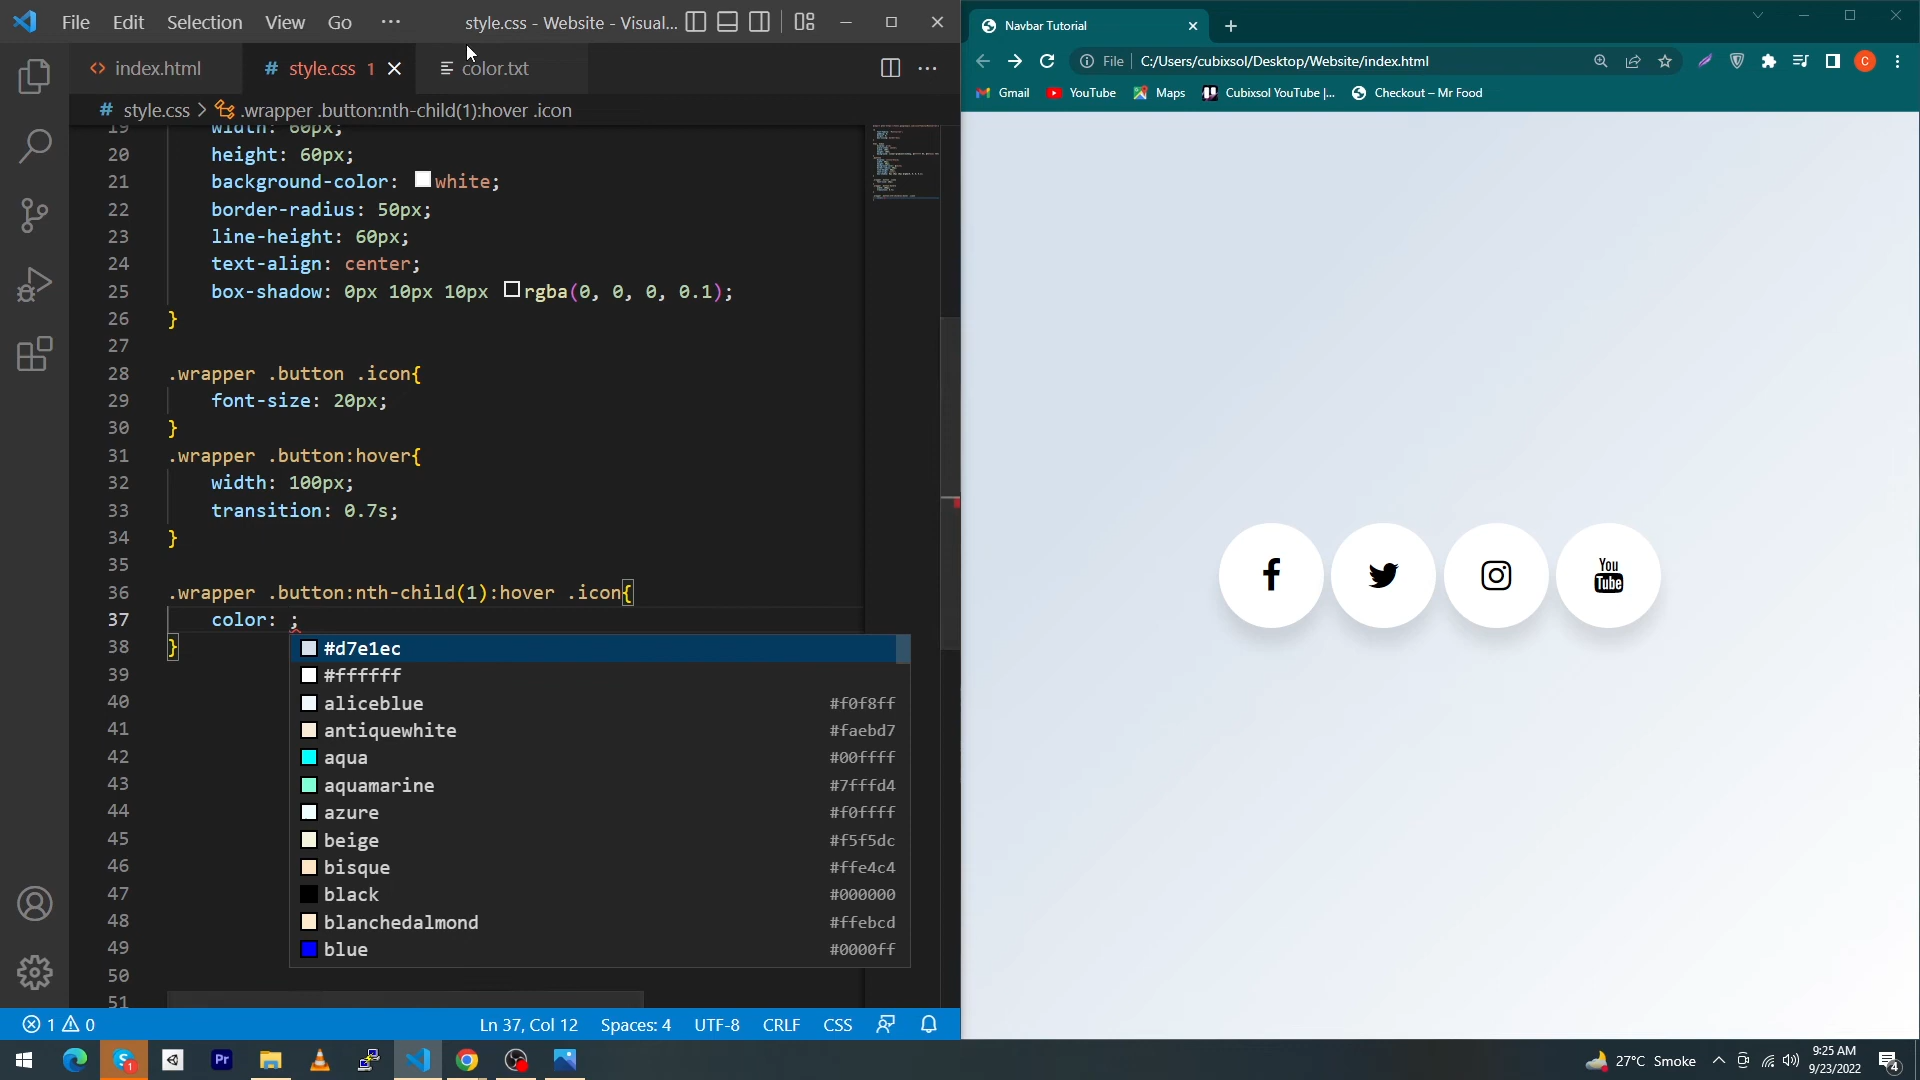 File Edit Selection View Go ··· style.css - Website - Visual...
index.html
# style.css 1
color.txt
# style.css > .wrapper .button:nth-child(1):hover .icon
19 width: 60px;
20 height: 60px;
21 background-color: white;
22 border-radius: 50px;
23 line-height: 60px;
24 text-align: center;
25 box-shadow: 0px 10px 10px rgba(0, 0, 0, 0.1);
26 }
27
28 .wrapper .button .icon{
29 font-size: 20px;
30 }
31 .wrapper .button:hover{
32 width: 100px;
33 transition: 0.7s;
34 }
35
36 .wrapper .button:nth-child(1):hover .icon{
37 color: ;
38 }
39
40
41
42
43
44
45
46
47
48
49
50
51
#d7e1ec
#ffffff
aliceblue #f0f8ff
antiquewhite #faebd7
aqua #00ffff
aquamarine #7fffd4
azure #f0ffff
beige #f5f5dc
bisque #ffe4c4
black #000000
blanchedalmond #ffebcd
blue #0000ff
1 0 Ln 37, Col 12 Spaces: 4 UTF-8 CRLF CSS
Navbar Tutorial
File C:/Users/cubixsol/Desktop/Website/index.html C
Gmail YouTube Maps Cubixsol YouTube |... Checkout – Mr Food
You
Tube
1
Pr
27°C Smoke
9:25 AM
9/23/2022
4